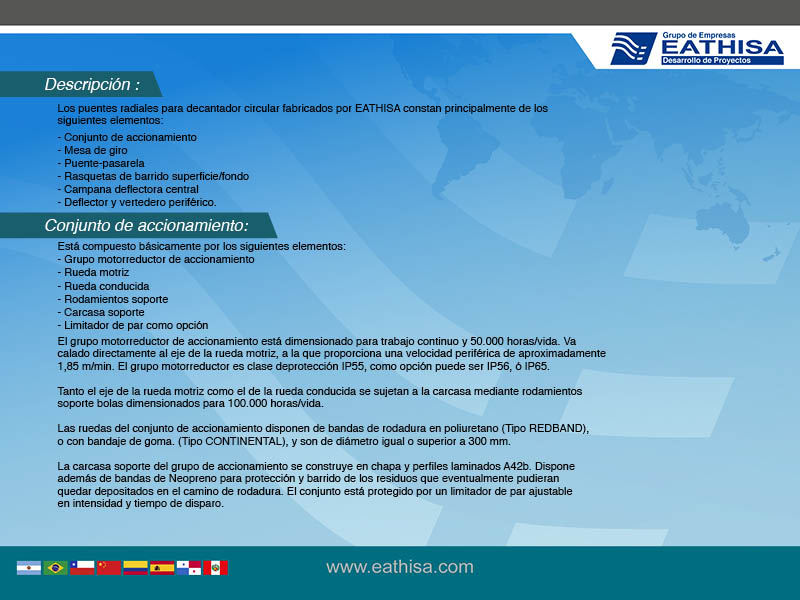 Grupo de Empresas
EATHISA
Desarrollo de Proyectos
Descripción :
Los puentes radiales para decantador circular fabricados por EATHISA constan principalmente de los
siguientes elementos:
- Conjunto de accionamiento
- Mesa de giro
- Puente-pasarela
- Rasquetas de barrido superficie/fondo
- Campana deflectora central
- Deflector y vertedero periférico.
Conjunto de accionamiento:
Está compuesto básicamente por los siguientes elementos:
- Grupo motorreductor de accionamiento
- Rueda motriz
- Rueda conducida
- Rodamientos soporte
- Carcasa soporte
- Limitador de par como opción
El grupo motorreductor de accionamiento está dimensionado para trabajo continuo y 50.000 horas/vida. Va
calado directamente al eje de la rueda motriz, a la que proporciona una velocidad periférica de aproximadamente
1,85 m/min. El grupo motorreductor es clase deprotección IP55, como opción puede ser IP56, ó IP65.
Tanto el eje de la rueda motriz como el de la rueda conducida se sujetan a la carcasa mediante rodamientos
soporte bolas dimensionados para 100.000 horas/vida.
Las ruedas del conjunto de accionamiento disponen de bandas de rodadura en poliuretano (Tipo REDBAND),
o con bandaje de goma. (Tipo CONTINENTAL), y son de diámetro igual o superior a 300 mm.
La carcasa soporte del grupo de accionamiento se construye en chapa y perfiles laminados A42b. Dispone
además de bandas de Neopreno para protección y barrido de los residuos que eventualmente pudieran
quedar depositados en el camino de rodadura. El conjunto está protegido por un limitador de par ajustable
en intensidad y tiempo de disparo.
www.eathisa.com